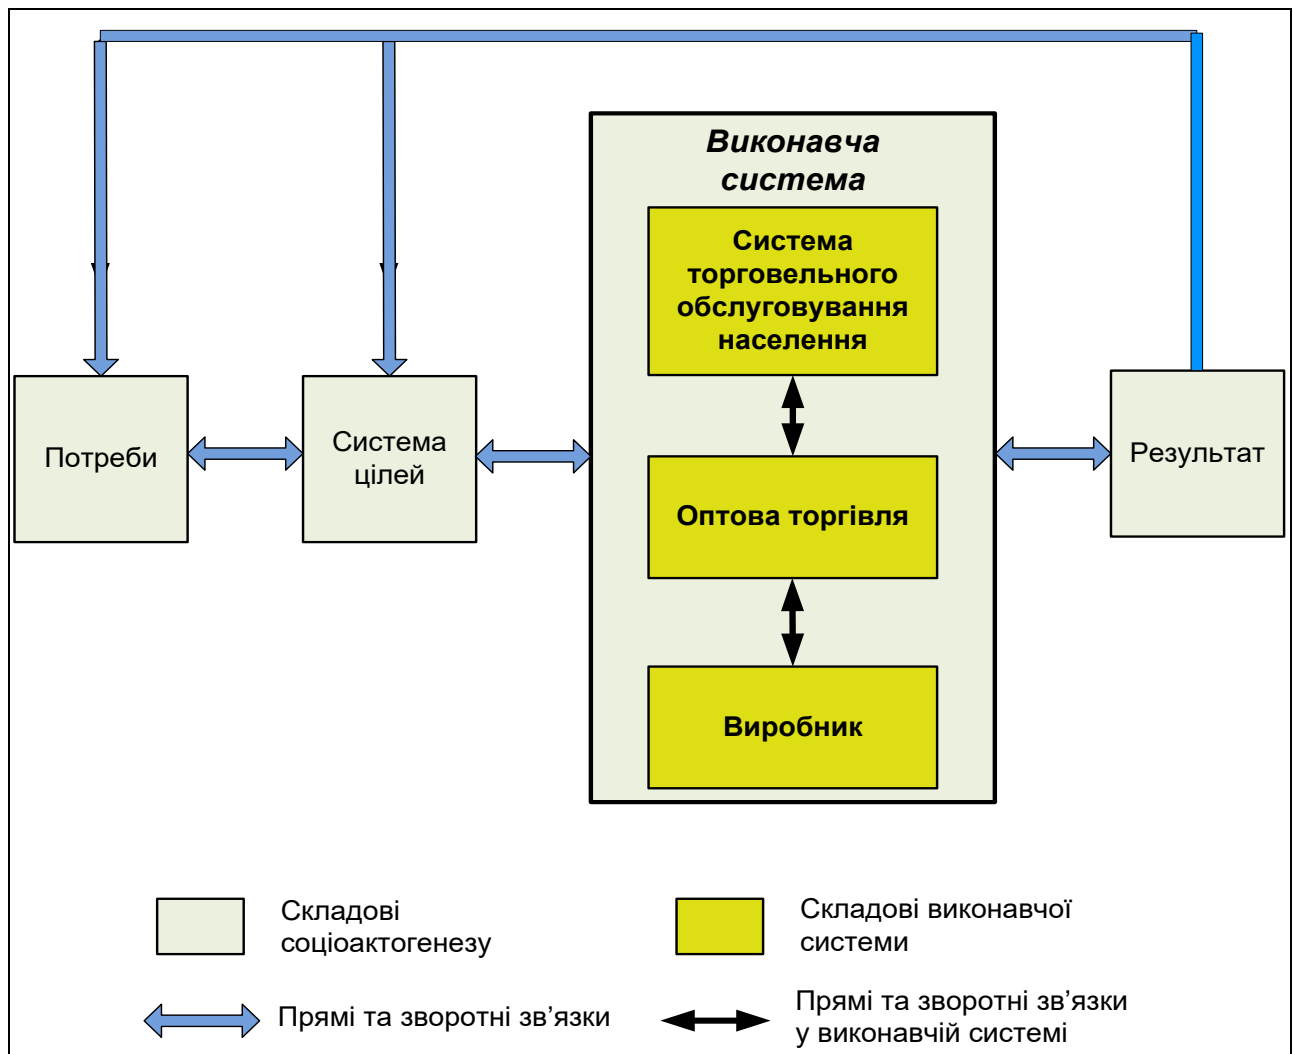 Виконавча
система
Система
торговельного
обслуговування
населення
Потреби
Система
цілей
Оптова торгівля
Результат
Виробник
Складові
соціоактогенезу
Складові виконавчої
системи
Прямі та зворотні зв’язки
Прямі та зворотні зв’язки
у виконавчій системі